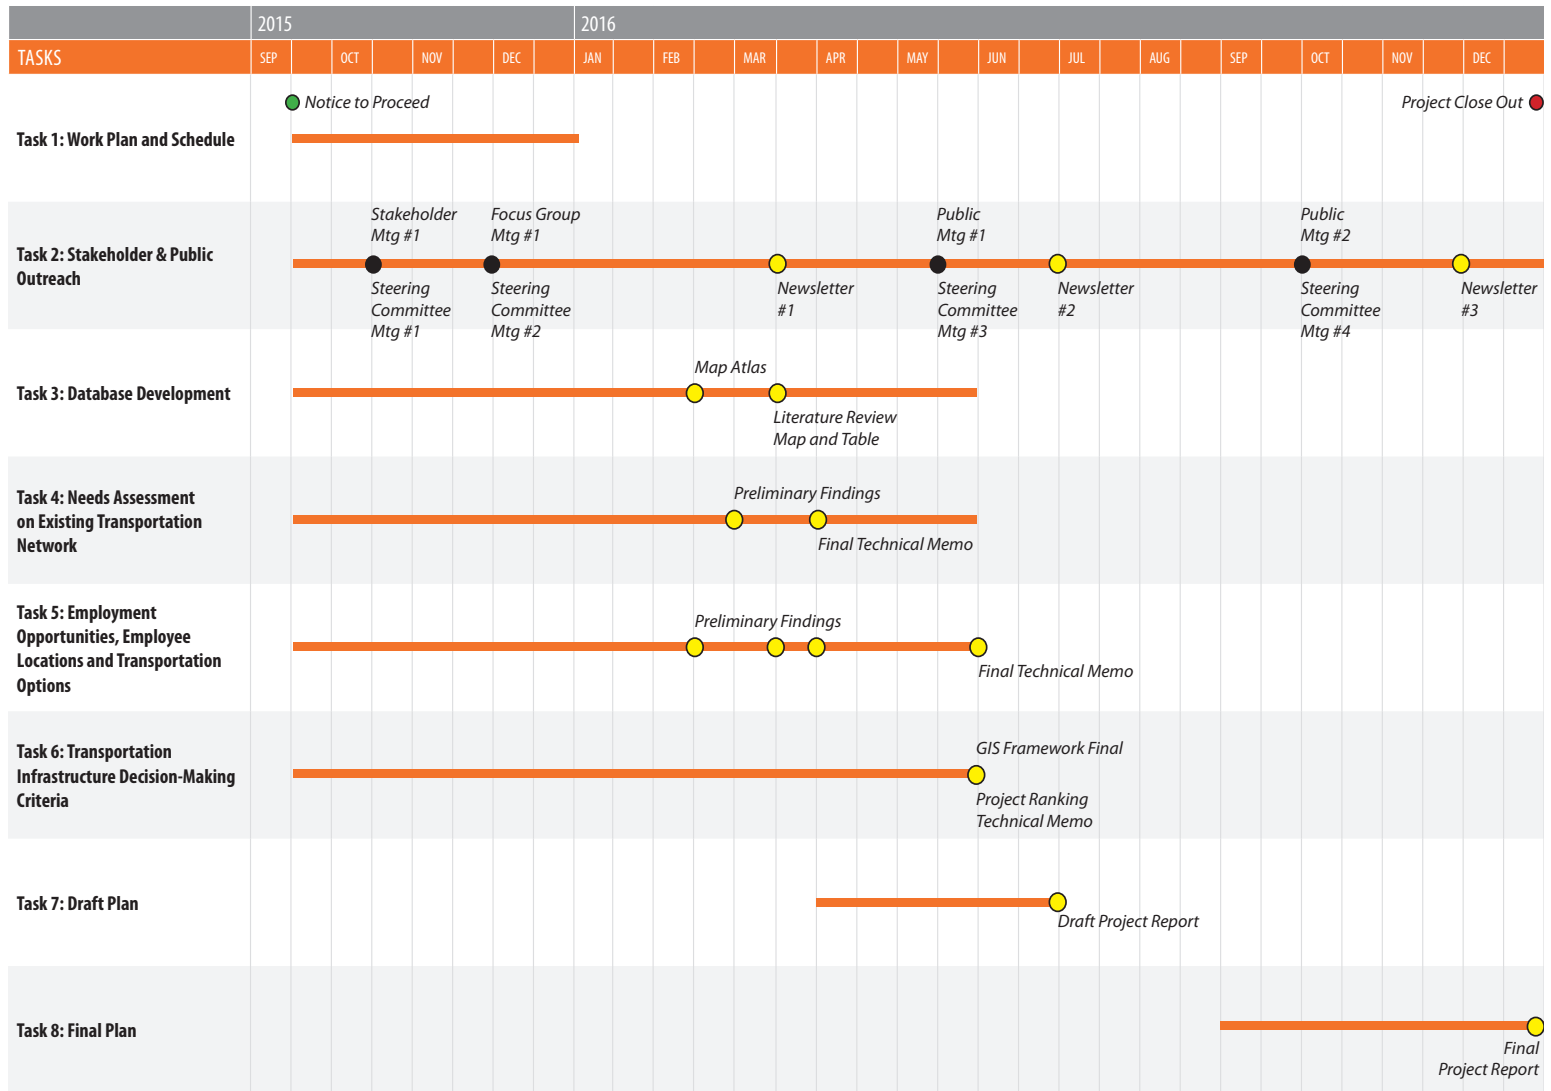 2015 2016
TASKS SEP OCT NOV DEC JAN FEB MAR APR MAY JUN JUL AUG SEP OCT NOV DEC
Notice to Proceed
Project Close Out
Task 1: Work Plan and Schedule
Stakeholder
Mtg #1
Focus Group
Mtg #1
Public
Mtg #1
Public
Mtg #2
Task 2: Stakeholder & Public
Outreach
Steering
Committee
Mtg #1
Steering
Committee
Mtg #2
Newsletter
#1
Steering
Committee
Mtg #3
Newsletter
#2
Steering
Committee
Mtg #4
Newsletter
#3
Map Atlas
Task 3: Database Development
Literature Review
Map and Table
Task 4: Needs Assessment
on Existing Transportation
Network
Preliminary Findings
Final Technical Memo
Task 5: Employment
Opportunities, Employee
Locations and Transportation
Options
Preliminary Findings
Final Technical Memo
Task 6: Transportation
Infrastructure Decision-Making
Criteria
GIS Framework Final
Project Ranking
Technical Memo
Task 7: Draft Plan
Draft Project Report
Task 8: Final Plan
Final
Project Report